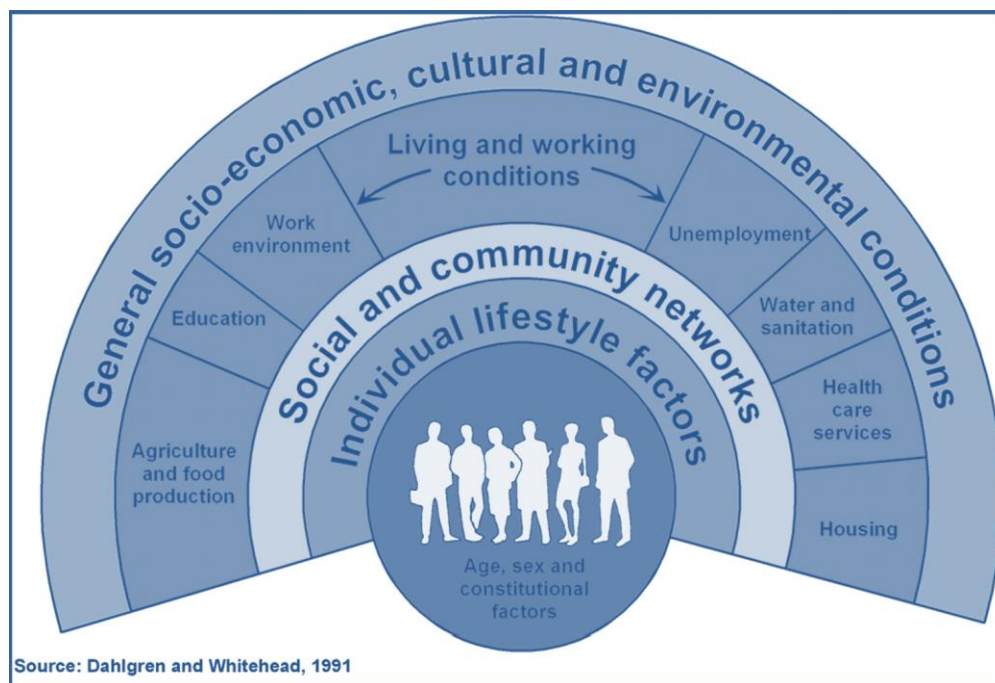 General socio-economic, cultural and environmental conditions
Living and working
conditions
Work
environment
Unemployment
Education
Water and
sanitation
Agriculture
and food
production
Health
care
services
Housing
Social and community networks
Individual lifestyle factors
Age, sex and
constitutional
factors
Source: Dahlgren and Whitehead, 1991